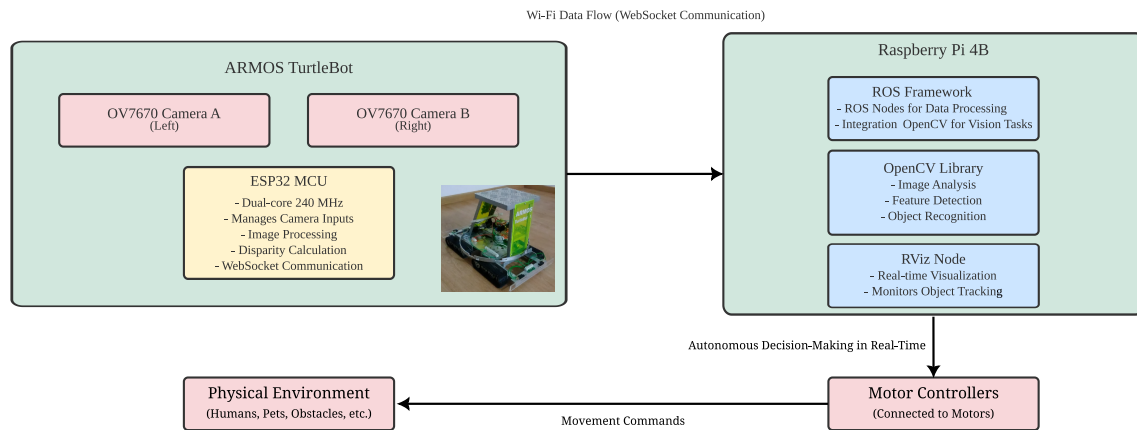 Wi-Fi Data Flow (WebSocket Communication)
ARMOS TurtleBot
OV7670 Camera A
(Left)
OV7670 Camera B
(Right)
ESP32 MCU
- Dual-core 240 MHz
- Manages Camera Inputs
- Image Processing
- Disparity Calculation
- WebSocket Communication
ARMOS
Raspberry Pi 4B
ROS Framework
- ROS Nodes for Data Processing
- Integration OpenCV for Vision Tasks
OpenCV Library
- Image Analysis
- Feature Detection
- Object Recognition
RViz Node
- Real-time Visualization
- Monitors Object Tracking
Autonomous Decision-Making in Real-Time
Motor Controllers
(Connected to Motors)
Movement Commands
Physical Environment
(Humans, Pets, Obstacles, etc.)